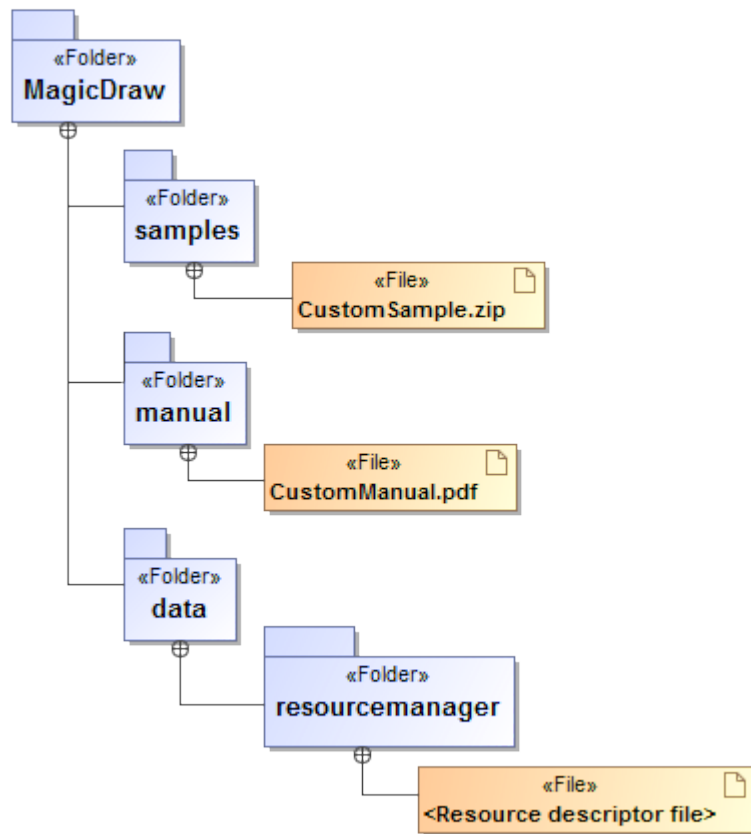 «Folder»
MagicDraw
«Folder»
samples
«File»
CustomSample.zip
«Folder»
manual
«File»
CustomManual.pdf
«Folder»
data
«Folder»
resourcemanager
«File»
<Resource descriptor file>